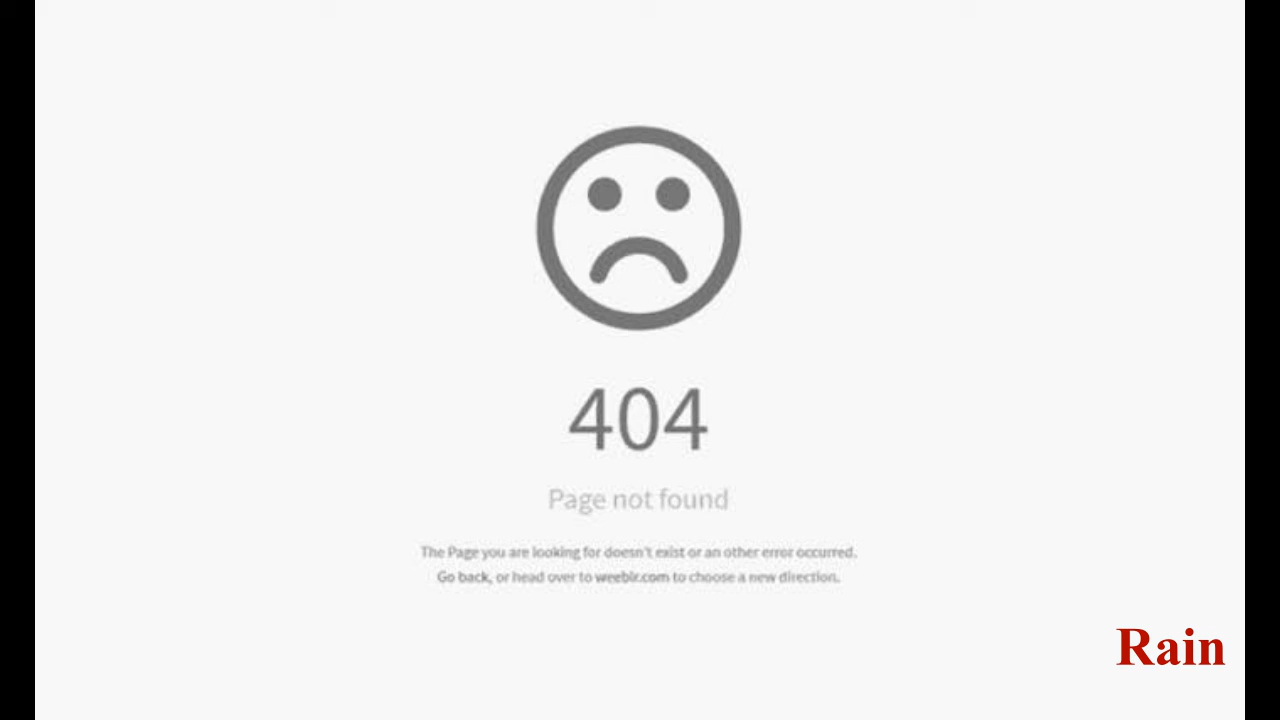 404
Page not found
The Page you are looking for doesn't exist or an other error occurred.
Go back, or head over to weeblr.com to choose a new direction.
Rain